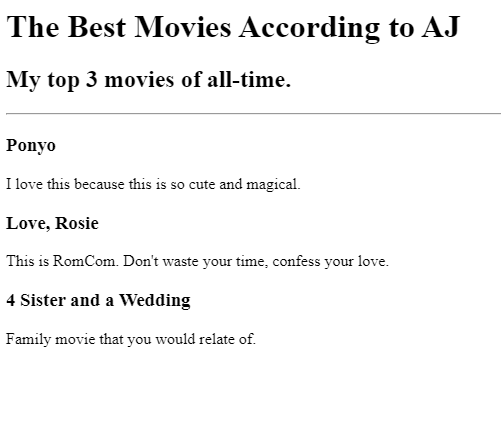 The Best Movies According to AJ
My top 3 movies of all-time.
Ponyo
I love this because this is so cute and magical.
Love, Rosie
This is RomCom. Don't waste your time, confess your love.
4 Sister and a Wedding
Family movie that you would relate of.